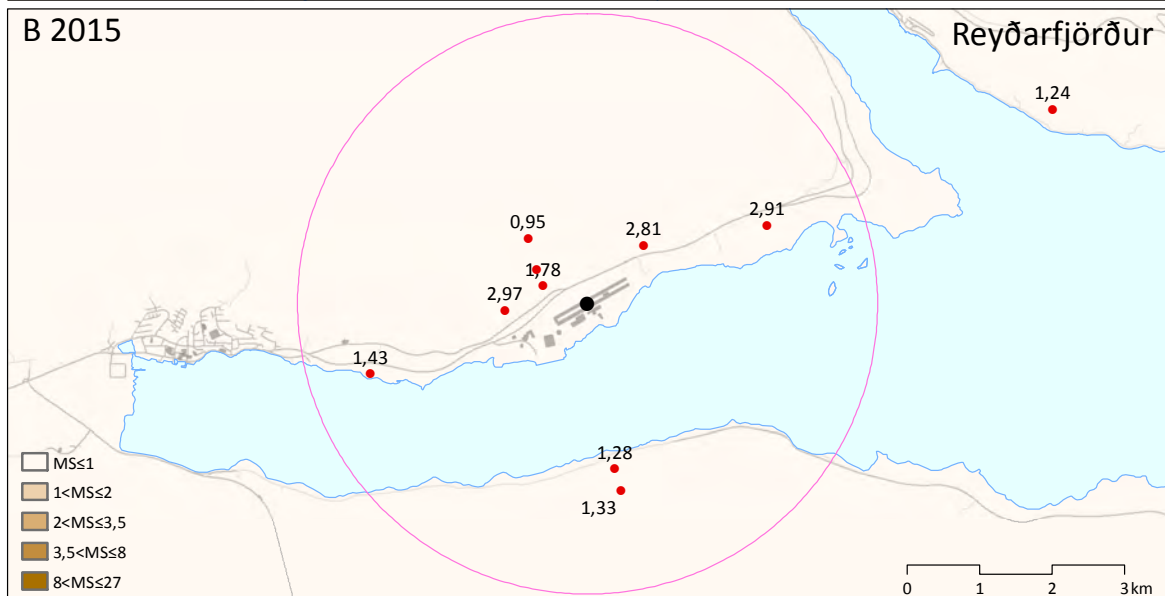 B 2015
Reyðarfjörður
1,24
2,91
0,95
2,81
1,78
2,97
1,43
1,28
1,33
MS≤1
1<MS≤2
2<MS≤3,5
3,5<MS≤8
8<MS≤27
0 1 2 3 km